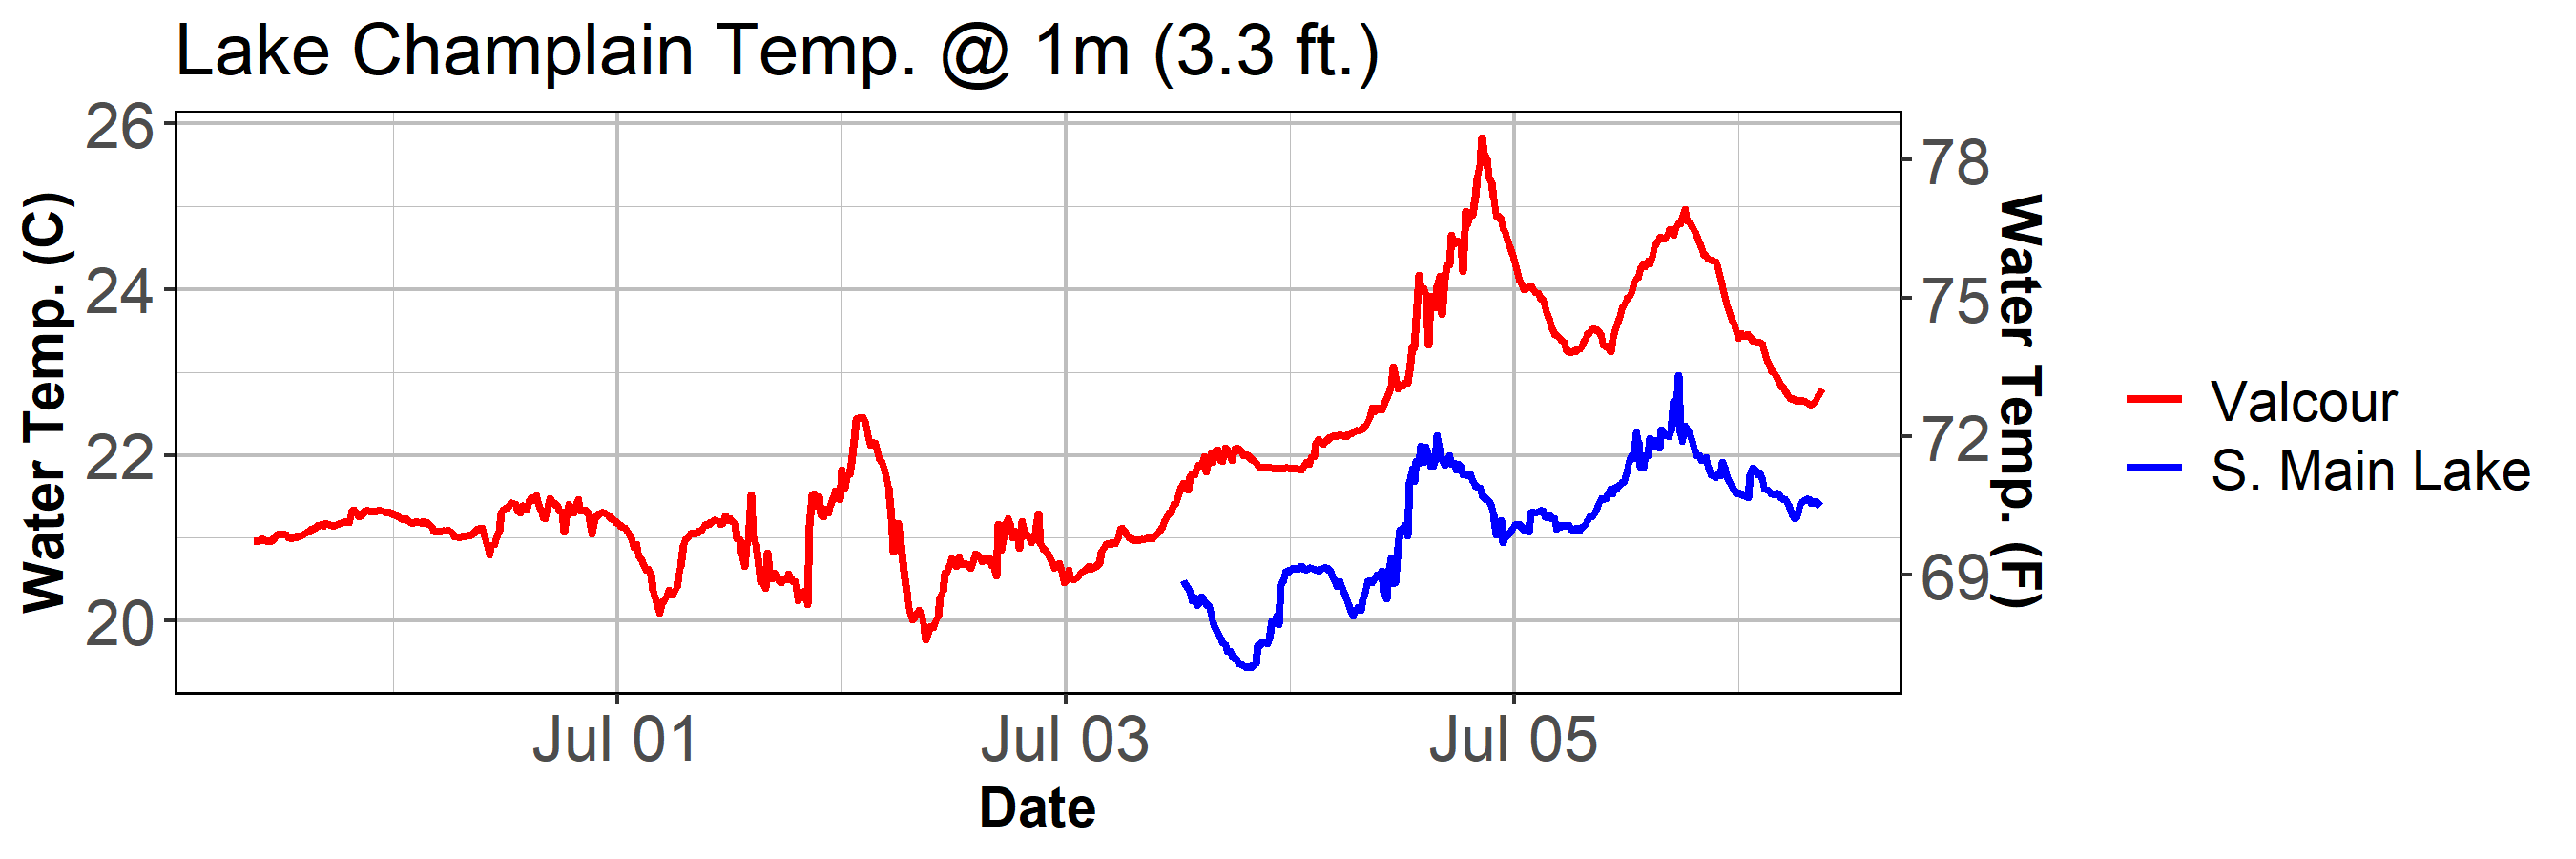 Lake Champlain Temp. @ 1m (3.3 ft.)
Water Temp. (C)
26
24
22
20
78
75
72
69
Water Temp. (F)
Jul 01
Jul 03
Jul 05
Date
Valcour
S. Main Lake